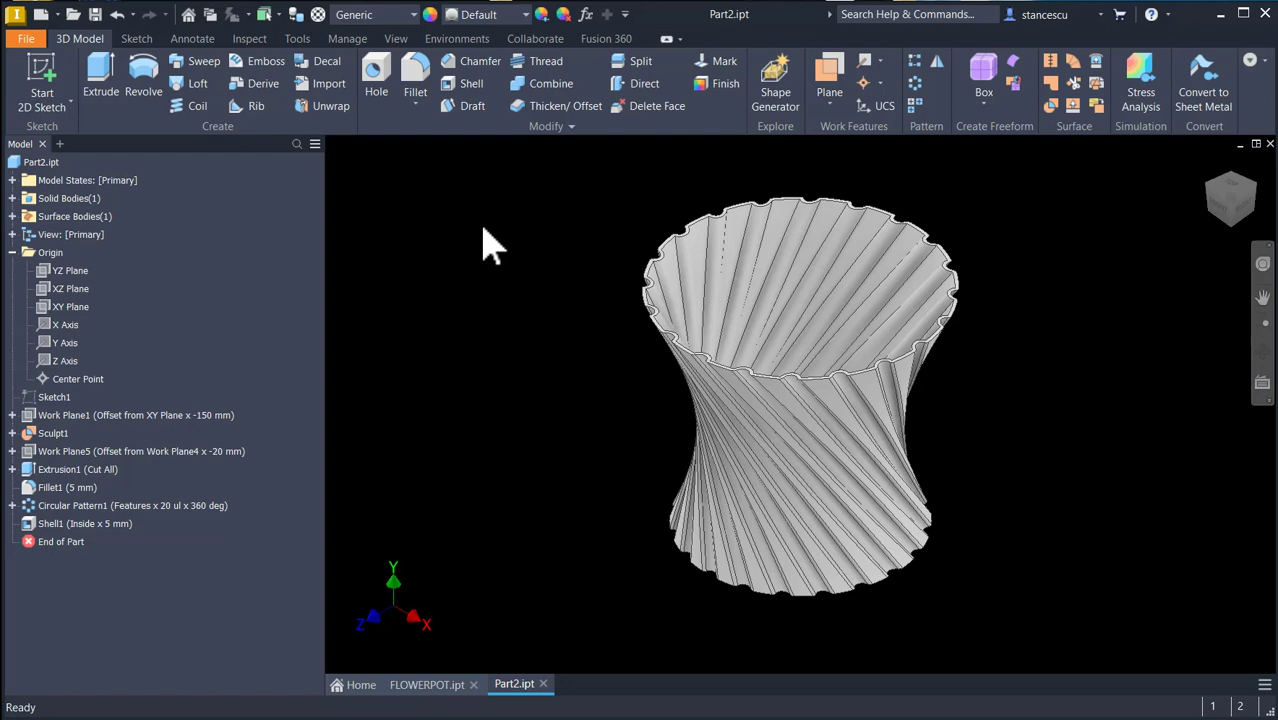 I Generic Default fx Part2.ipt Search Help & Commands... stancescu ?
File 3D Model Sketch Annotate Inspect Tools Manage View Environments Collaborate Fusion 360
Start 2D Sketch
Extrude
Revolve
Sweep Emboss Decal
Loft Derive Import
Coil Rib Unwrap
Hole
Fillet
Chamfer Thread Split
Shell Combine Direct
Draft Thicken/ Offset Delete Face
Mark
Finish
Shape Generator
Plane
UCS
Box
Stress Analysis
Convert to Sheet Metal
Sketch Create Modify Explore Work Features Pattern Create Freeform Surface Simulation Convert
Model
Part2.ipt
Model States: [Primary]
Solid Bodies(1)
Surface Bodies(1)
View: [Primary]
Origin
YZ Plane
XZ Plane
XY Plane
X Axis
Y Axis
Z Axis
Center Point
Sketch1
Work Plane1 (Offset from XY Plane x -150 mm)
Sculpt1
Work Plane5 (Offset from Work Plane4 x -20 mm)
Extrusion1 (Cut All)
Fillet1 (5 mm)
Circular Pattern1 (Features x 20 ul x 360 deg)
Shell1 (Inside x 5 mm)
End of Part
Y
Z
X
Home FLOWERPOT.ipt Part2.ipt
Ready 1 2